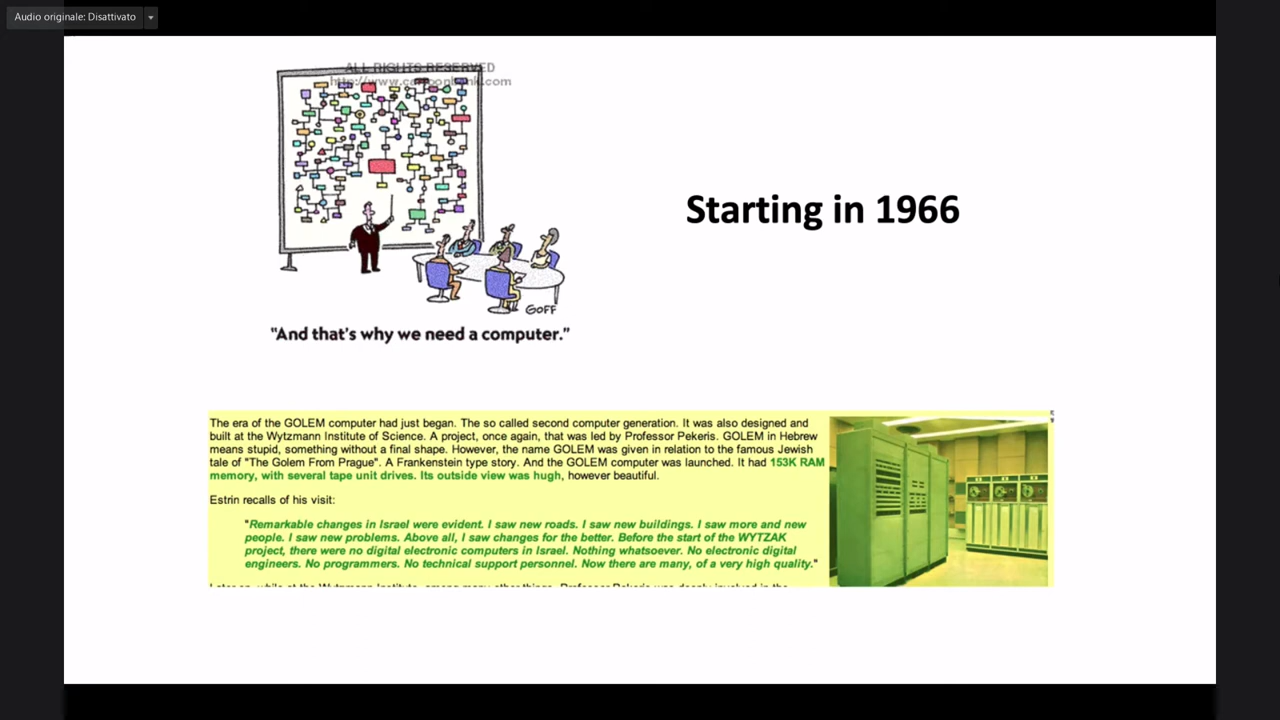 Audio originale: Disattivato
ALL RIGHTS RESERVED
Starting in 1966
GOFF
"And that's why we need a computer."
The era of the GOLEM computer had just began. The so called second computer generation. It was also designed and
built at the Wytzmann Institute of Science. A project, once again, that was led by Professor Pekeris. GOLEM in Hebrew
means stupid, something without a final shape. However, the name GOLEM was given in relation to the famous Jewish
tale of "The Golem From Prague". A Frankenstein type story. And the GOLEM computer was launched. It had 153K RAM
memory, with several tape unit drives. Its outside view was hugh, however beautiful.
Estrin recalls of his visit:
"Remarkable changes in Israel were evident. I saw new roads. I saw new buildings. I saw more and new
people. I saw new problems. Above all, I saw changes for the better. Before the start of the WYTZAK
project, there were no digital electronic computers in Israel. Nothing whatsoever. No electronic digital
engineers. No programmers. No technical support personnel. Now there are many, of a very high quality."